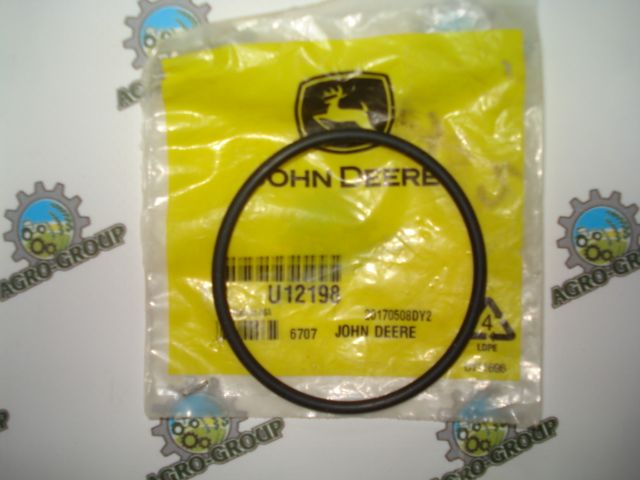 AGRO-GROUP
JOHN DEERE
AGRO-GROUP
AGRO-GROUP
U12198
20170508DY2
6707 JOHN DEERE
4
LDPE
AGRO-GROUP
AGRO-GROUP